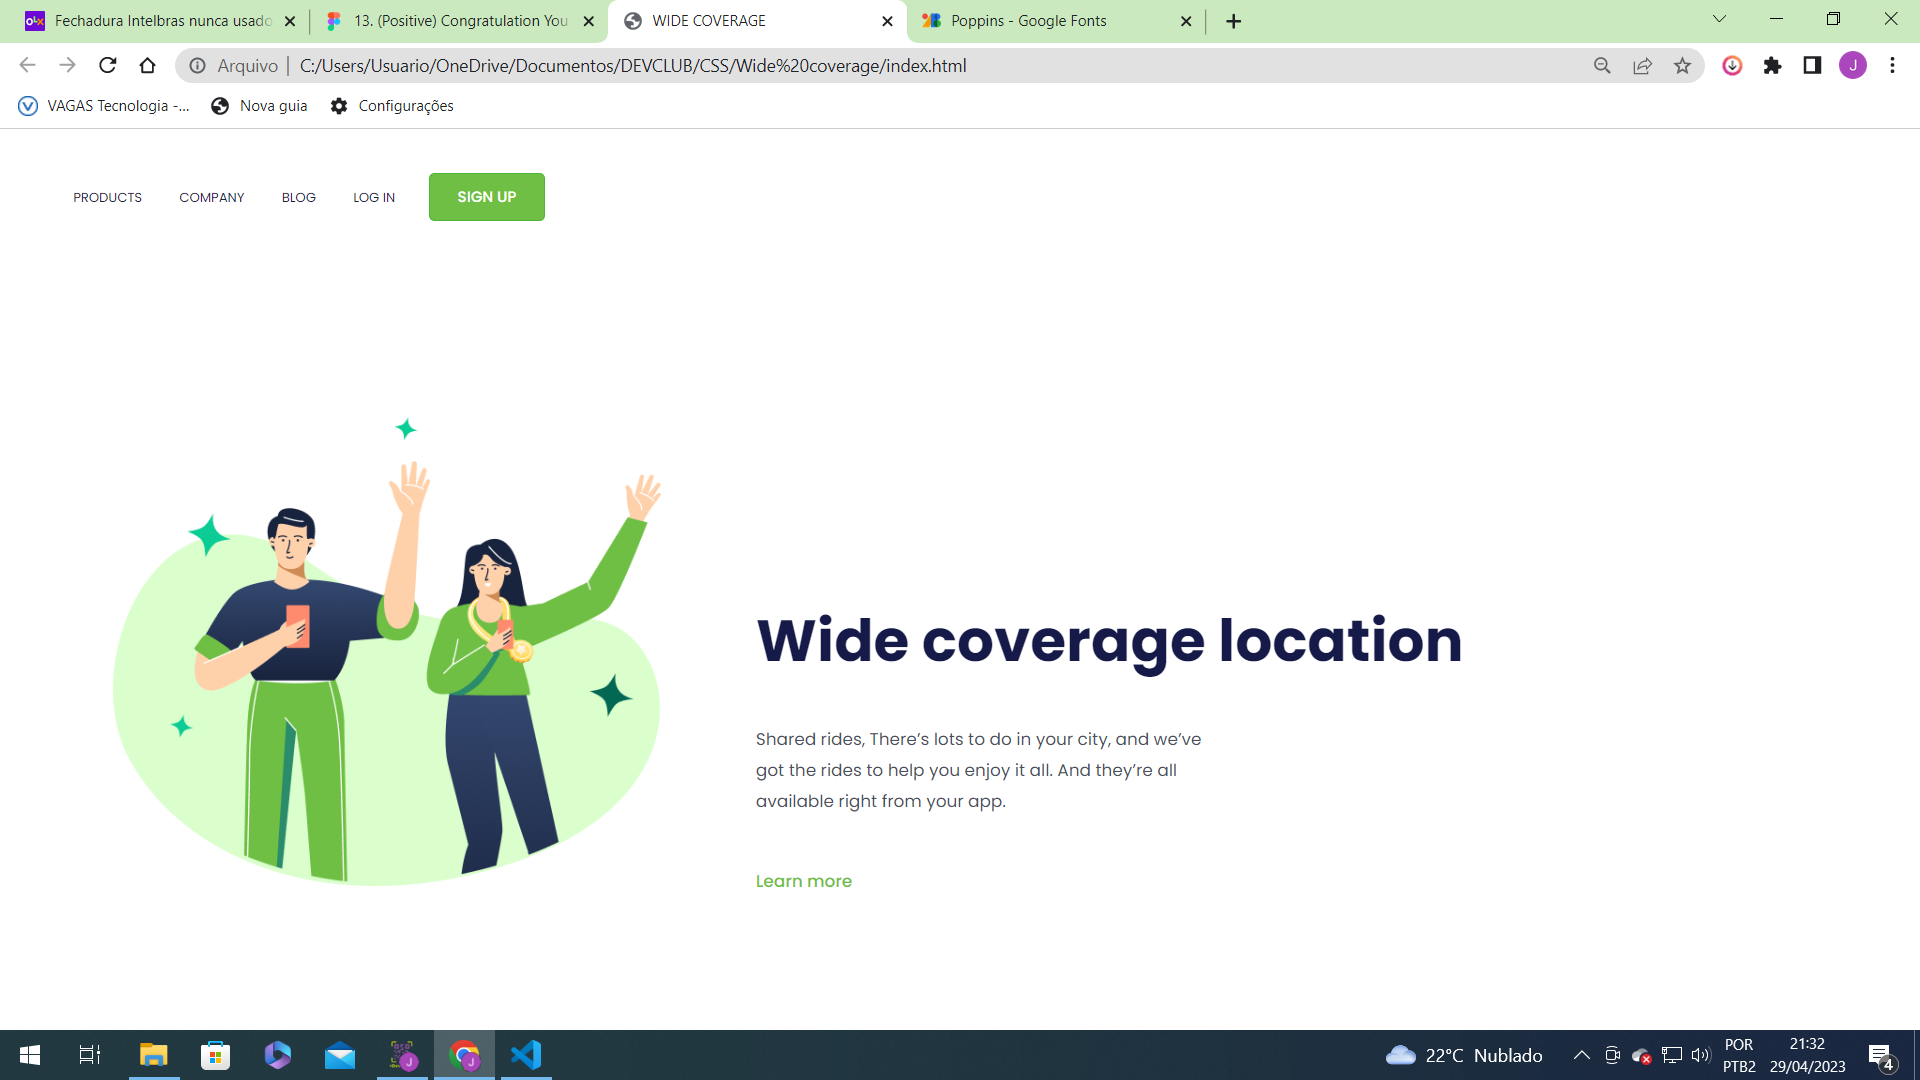 OLX Fechadura Intelbras nunca usado
13. (Positive) Congratulation You
WIDE COVERAGE
Poppins - Google Fonts
Arquivo | C:/Users/Usuario/OneDrive/Documentos/DEVCLUB/CSS/Wide%20coverage/index.html
J
VAGAS Tecnologia -...
Nova guia
Configurações
PRODUCTS COMPANY BLOG LOG IN SIGN UP
Wide coverage location
Shared rides, There’s lots to do in your city, and we’ve
got the rides to help you enjoy it all. And they’re all
available right from your app.
Learn more
J
J
22°C Nublado
POR
PTB2
21:32
29/04/2023
4